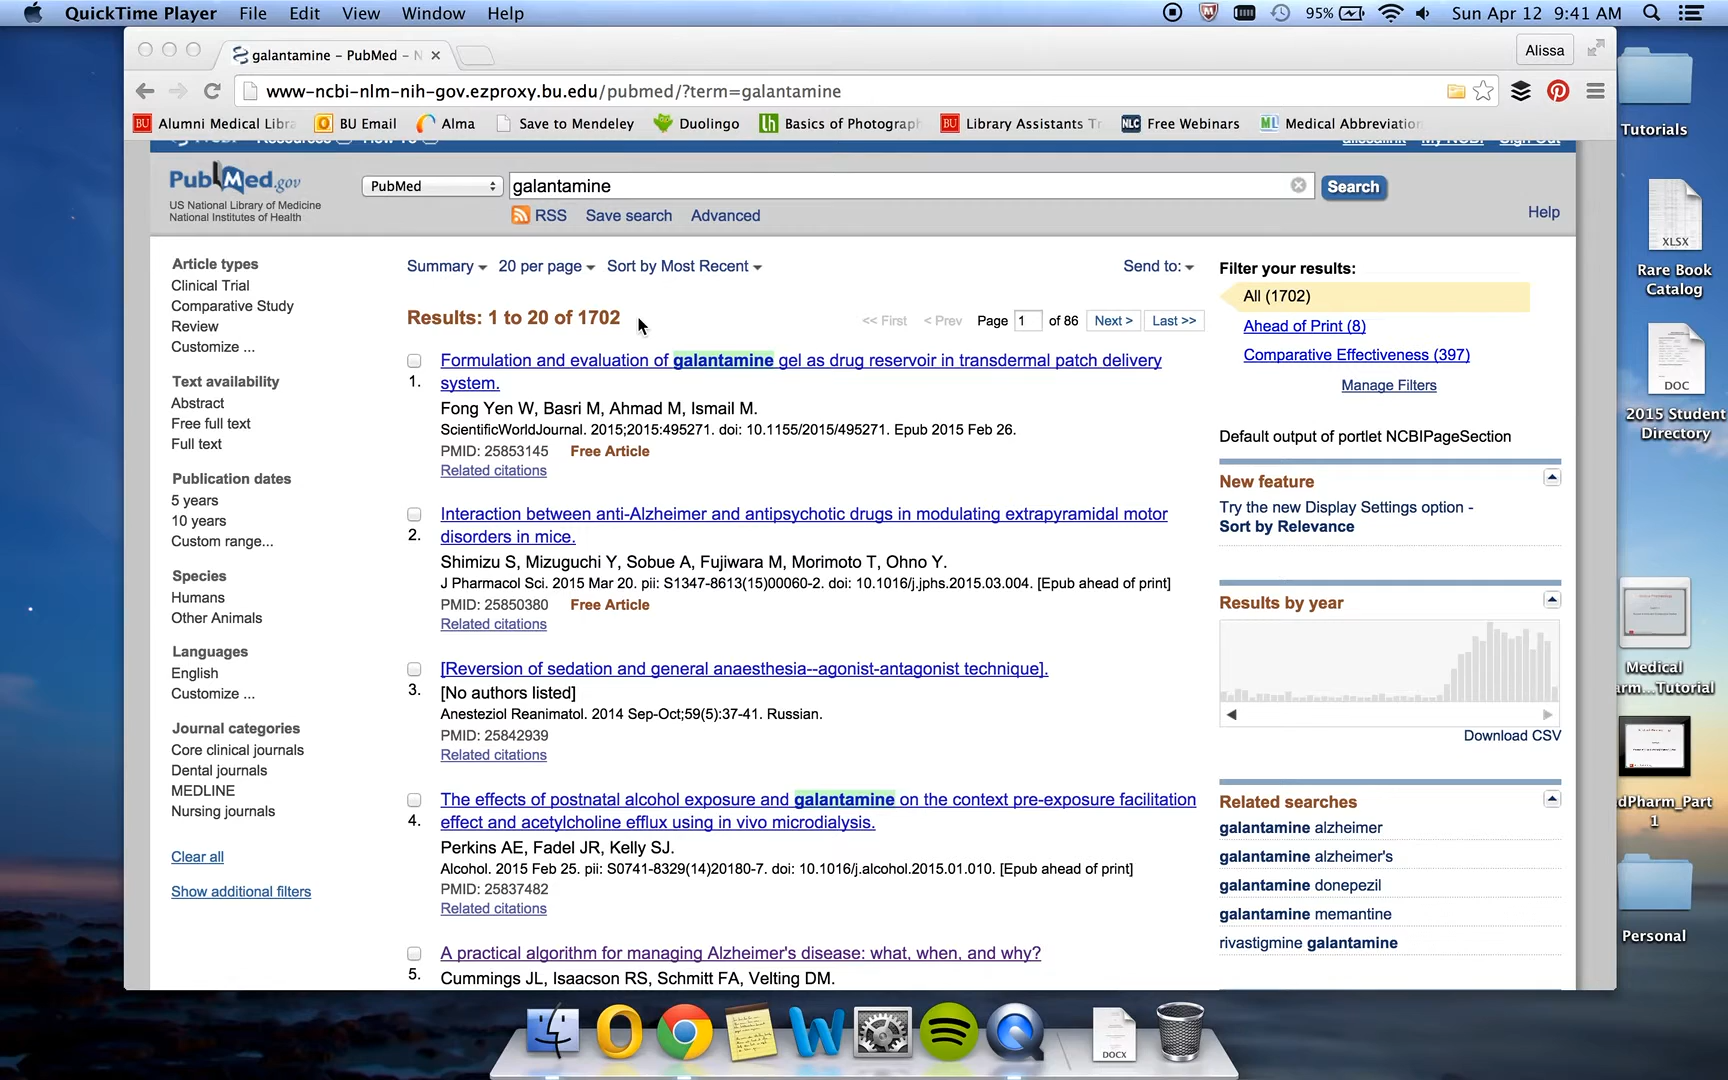 QuickTime Player File Edit View Window Help
95% Sun Apr 12 9:41 AM
galantamine - PubMed - N
Alissa
www-ncbi-nlm-nih-gov.ezproxy.bu.edu/pubmed/?term=galantamine
BU Alumni Medical Libra BU Email Alma Save to Mendeley Duolingo lh Basics of Photograph BU Library Assistants Tr NLC Free Webinars ML Medical Abbreviation
Resources How To My NCBI Sign Out
PubMed.gov
US National Library of Medicine
National Institutes of Health
PubMed
galantamine
Search
RSS Save search Advanced
Help
Article types
Clinical Trial
Comparative Study
Review
Customize ...
Text availability
Abstract
Free full text
Full text
Publication dates
5 years
10 years
Custom range...
Species
Humans
Other Animals
Languages
English
Customize ...
Journal categories
Core clinical journals
Dental journals
MEDLINE
Nursing journals
Clear all
Show additional filters
Summary 20 per page Sort by Most Recent Send to:
Results: 1 to 20 of 1702
<< First < Prev Page 1 of 86 Next > Last >>
1. Formulation and evaluation of galantamine gel as drug reservoir in transdermal patch delivery
system.
Fong Yen W, Basri M, Ahmad M, Ismail M.
ScientificWorldJournal. 2015;2015:495271. doi: 10.1155/2015/495271. Epub 2015 Feb 26.
PMID: 25853145 Free Article
Related citations
2. Interaction between anti-Alzheimer and antipsychotic drugs in modulating extrapyramidal motor
disorders in mice.
Shimizu S, Mizuguchi Y, Sobue A, Fujiwara M, Morimoto T, Ohno Y.
J Pharmacol Sci. 2015 Mar 20. pii: S1347-8613(15)00060-2. doi: 10.1016/j.jphs.2015.03.004. [Epub ahead of print]
PMID: 25850380 Free Article
Related citations
3. [Reversion of sedation and general anaesthesia--agonist-antagonist technique].
[No authors listed]
Anesteziol Reanimatol. 2014 Sep-Oct;59(5):37-41. Russian.
PMID: 25842939
Related citations
4. The effects of postnatal alcohol exposure and galantamine on the context pre-exposure facilitation
effect and acetylcholine efflux using in vivo microdialysis.
Perkins AE, Fadel JR, Kelly SJ.
Alcohol. 2015 Feb 25. pii: S0741-8329(14)20180-7. doi: 10.1016/j.alcohol.2015.01.010. [Epub ahead of print]
PMID: 25837482
Related citations
5. A practical algorithm for managing Alzheimer's disease: what, when, and why?
Cummings JL, Isaacson RS, Schmitt FA, Velting DM.
Filter your results:
All (1702)
Ahead of Print (8)
Comparative Effectiveness (397)
Manage Filters
Default output of portlet NCBIPageSection
New feature
Try the new Display Settings option -
Sort by Relevance
Results by year
Download CSV
Related searches
galantamine alzheimer
galantamine alzheimer's
galantamine donepezil
galantamine memantine
rivastigmine galantamine
Tutorials
XLSX
Rare Book
Catalog
DOC
2015 Student
Directory
Medical
arm...Tutorial
dPharm_Part
1
Personal
DOCX